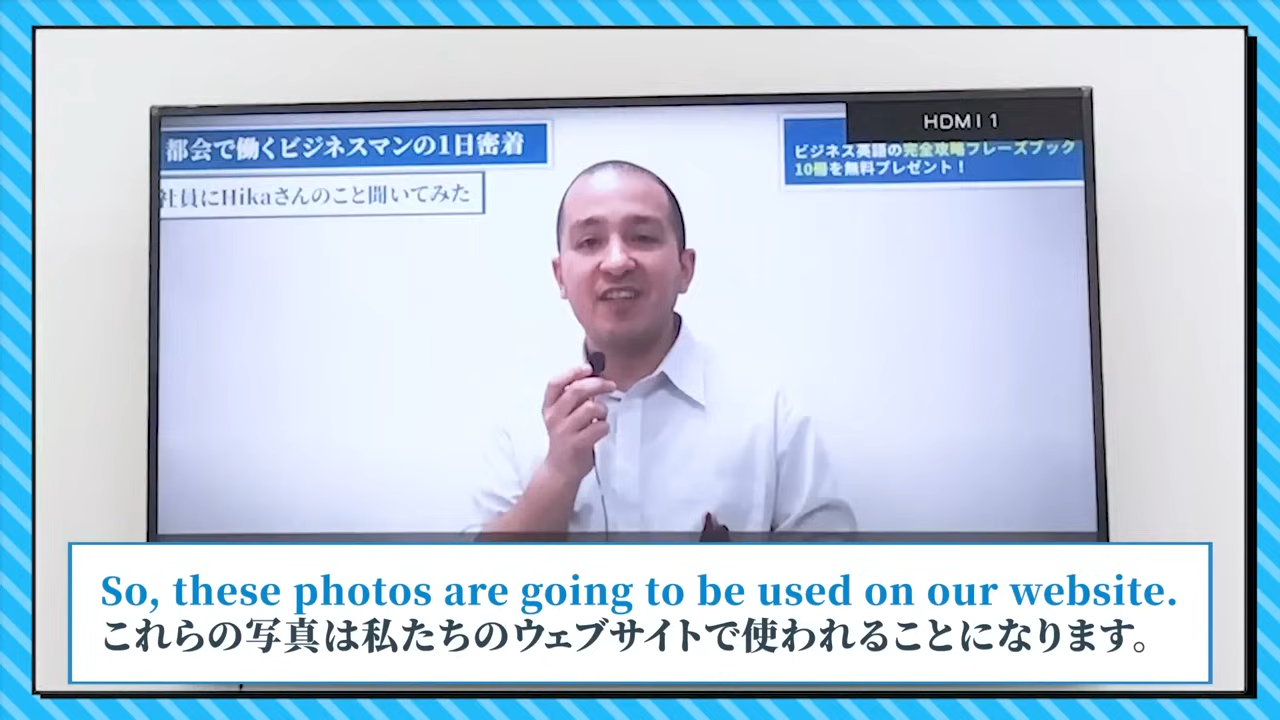 都会で働くビジネスマンの1日密着
社員にHikaさんのこと聞いてみた
HDMI 1
ビジネス英語の完全攻略フレーズブック
10冊を無料プレゼント!
So, these photos are going to be used on our website.
これらの写真は私たちのウェブサイトで使われることになります。